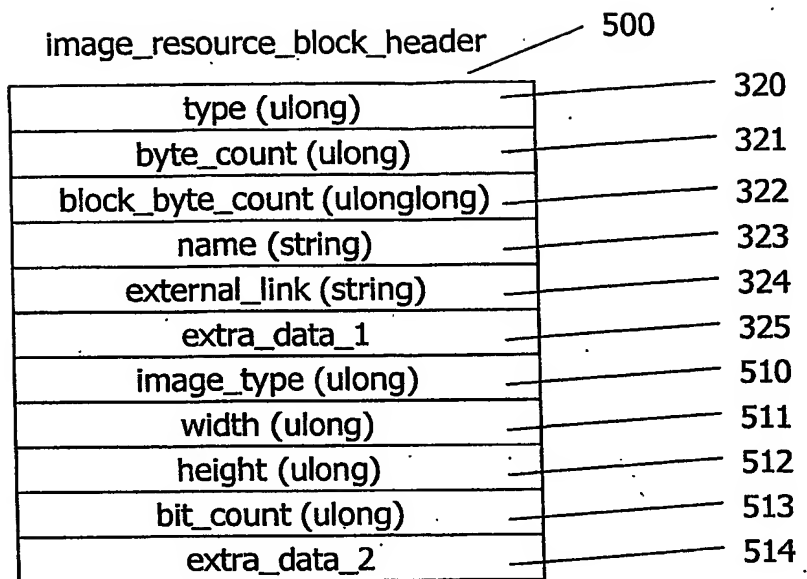 image_resource_block_header 500
type (ulong) 320
byte_count (ulong) 321
block_byte_count (ulonglong) 322
name (string) 323
external_link (string) 324
extra_data_1 325
image_type (ulong) 510
width (ulong) 511
height (ulong) 512
bit_count (ulong) 513
extra_data_2 514